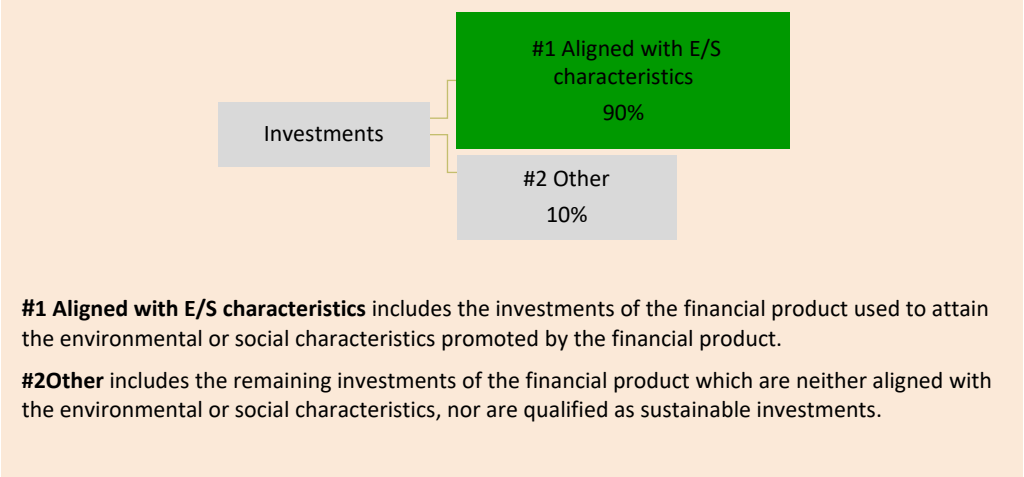 #1 Aligned with E/S
characteristics
90%
Investments
#2 Other
10%
#1 Aligned with E/S characteristics includes the investments of the financial product used to attain
the environmental or social characteristics promoted by the financial product.
#2Other includes the remaining investments of the financial product which are neither aligned with
the environmental or social characteristics, nor are qualified as sustainable investments.